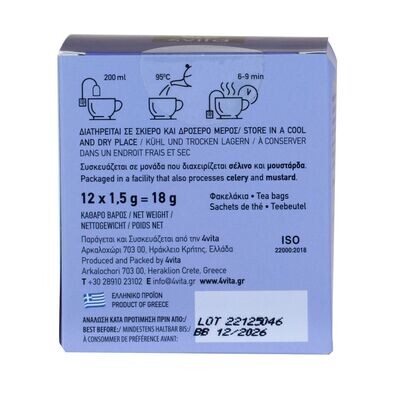 4vita
200 ml
95°C
6-9 min
ΔΙΑΤΗΡΕΙΤΑΙ ΣΕ ΣΚΙΕΡΟ ΚΑΙ ΔΡΟΣΕΡΟ ΜΕΡΟΣ/ STORE IN A COOL
AND DRY PLACE / KÜHL UND TROCKEN LAGERN / À CONSERVER
DANS UN ENDROIT FRAIS ET SEC
Συσκευάζεται σε μονάδα που διαχειρίζεται σέλινο και μουστάρδα.
Packaged in a facility that also processes celery and mustard.
12 x 1,5g = 18 g
ΚΑΘΑΡΟ ΒΑΡΟΣ / NET WEIGHT /
NETTOGEWICHT / POIDS NET
Φακελάκια • Tea bags
Sachets de thé • Teebeutel
Παράγεται και Συσκευάζεται από την 4vita
Αρκαλοχώρι 703 00, Ηράκλειο Κρήτης, Ελλάδα
Produced and Packed by 4vita
Arkalochori 703 00, Heraklion Crete, Greece
T +30 28910 23102 E info@4vita.gr www.4vita.gr
ISO
22000:2018
ΕΛΛΗΝΙΚΟ ΠΡΟΪΟΝ
PRODUCT OF GREECE
ΑΝΑΛΩΣΗ ΚΑΤΑ ΠΡΟΤΙΜΗΣΗ ΠΡΙΝ ΑΠΟ:/
BEST BEFORE:/ MINDESTENS HALTBAR BIS:/
À CONSOMMER DE PRÉFÉRENCE AVANT:
LOT 22125046
BB 12/2026